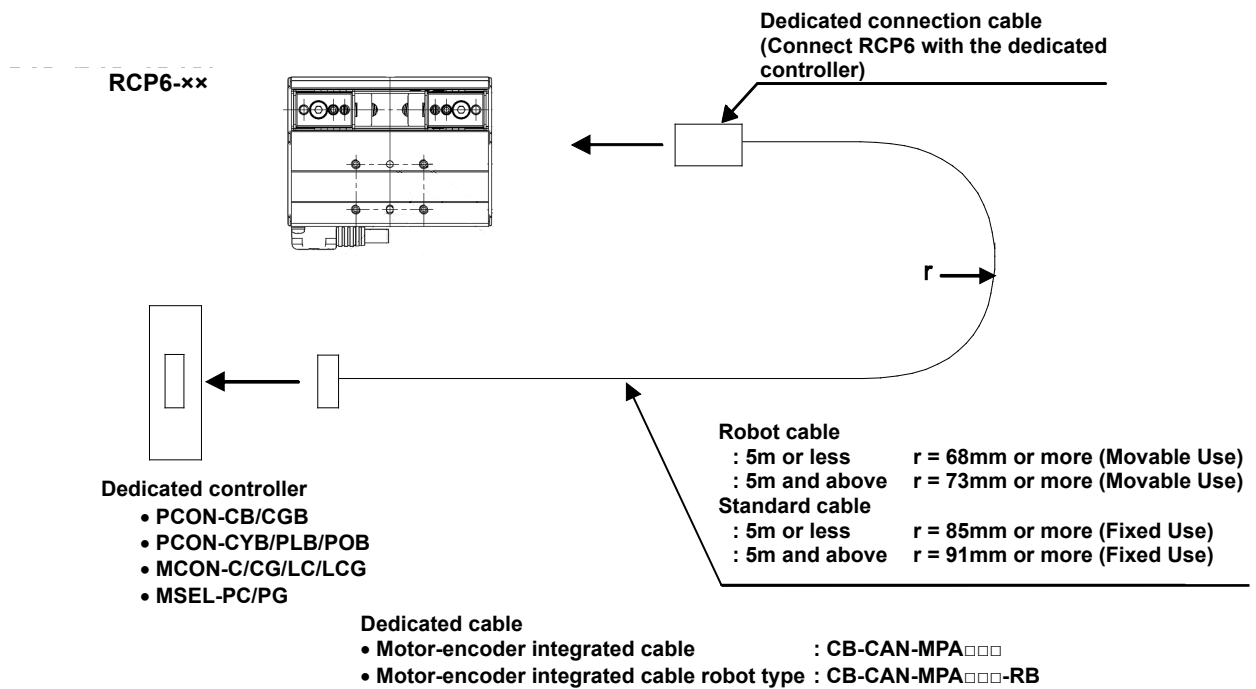 Dedicated connection cable
(Connect RCP6 with the dedicated
controller)
RCP6-××
r
Robot cable
: 5m or less r = 68mm or more (Movable Use)
: 5m and above r = 73mm or more (Movable Use)
Standard cable
: 5m or less r = 85mm or more (Fixed Use)
: 5m and above r = 91mm or more (Fixed Use)
Dedicated controller
• PCON-CB/CGB
• PCON-CYB/PLB/POB
• MCON-C/CG/LC/LCG
• MSEL-PC/PG
Dedicated cable
• Motor-encoder integrated cable : CB-CAN-MPA□□□
• Motor-encoder integrated cable robot type : CB-CAN-MPA□□□-RB